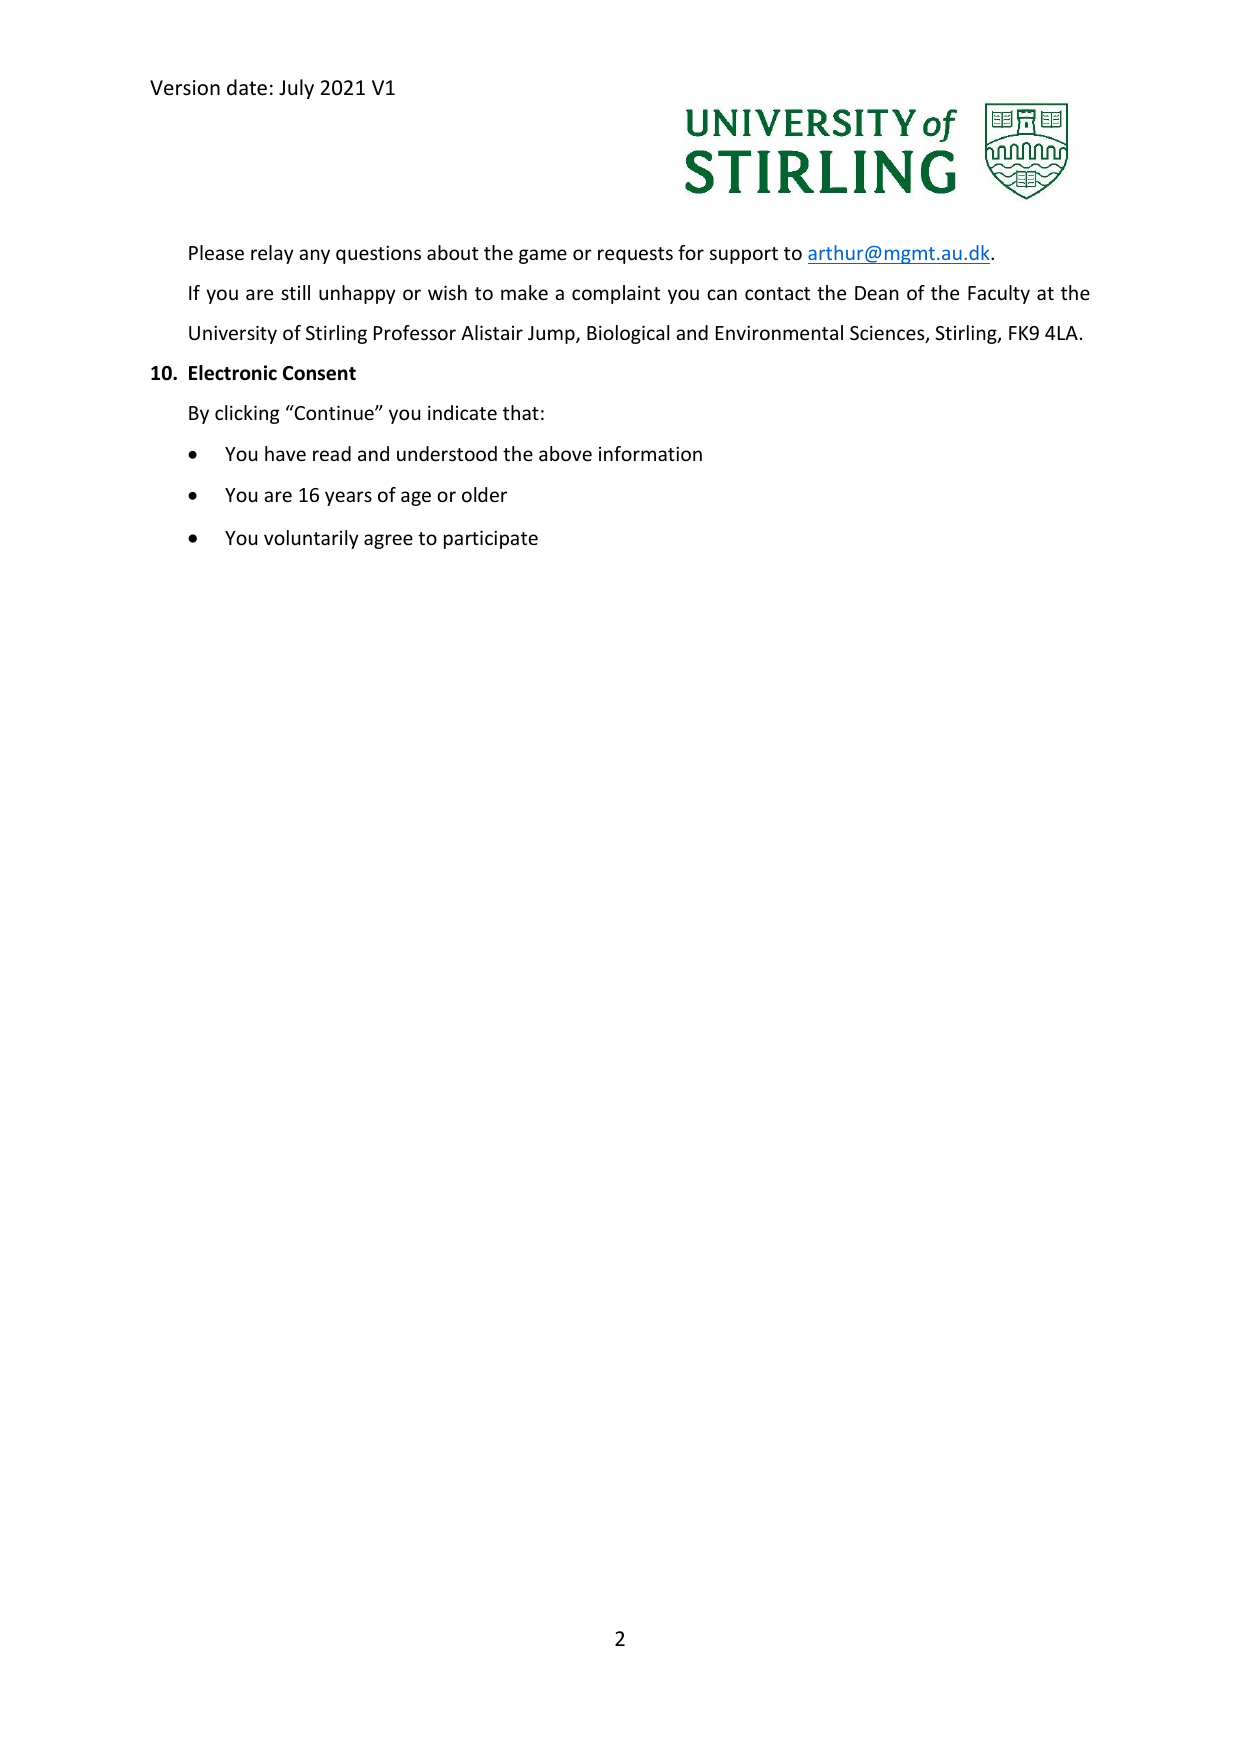 Version date: July 2021 V1
UNIVERSITY of
STIRLING
Please relay any questions about the game or requests for support to arthur@mgmt.au.dk.
If you are still unhappy or wish to make a complaint you can contact the Dean of the Faculty at the
University of Stirling Professor Alistair Jump, Biological and Environmental Sciences, Stirling, FK9 4LA.
10. Electronic Consent
By clicking “Continue” you indicate that:
• You have read and understood the above information
• You are 16 years of age or older
• You voluntarily agree to participate
2